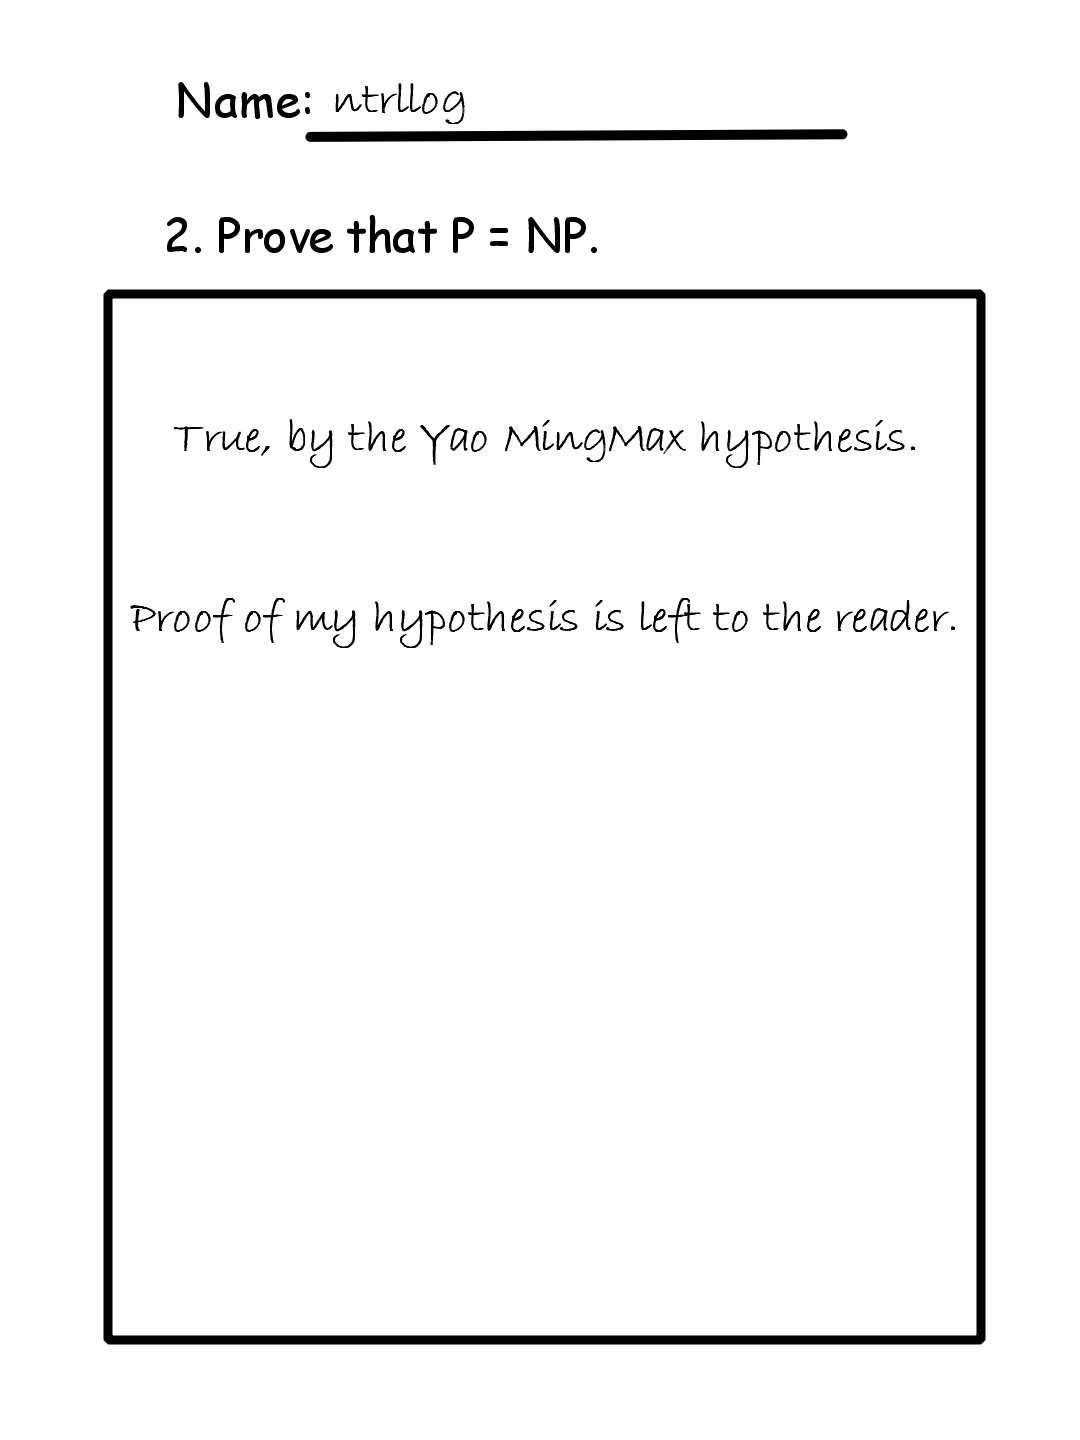 Name: ntrllog
2. Prove that P = NP.
True, by the Yao MingMax hypothesis.
Proof of my hypothesis is left to the reader.